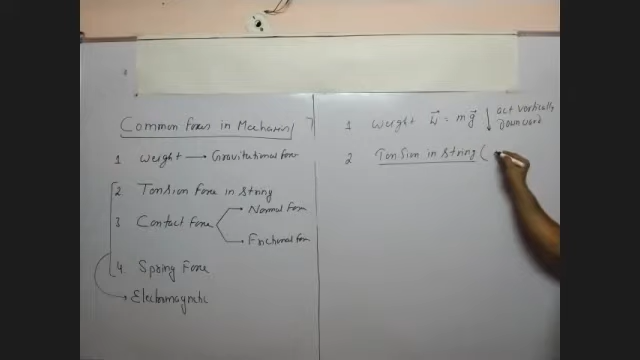 Common Forces in Mechanics
1 Weight → Gravitational force
2 Tension Force in String
3 Contact Force
Normal Force
Frictional Force
4. Spring Force
Electromagnetic
1 Weight W = mg ↓ act vertically
Downward
2 Tension in String (